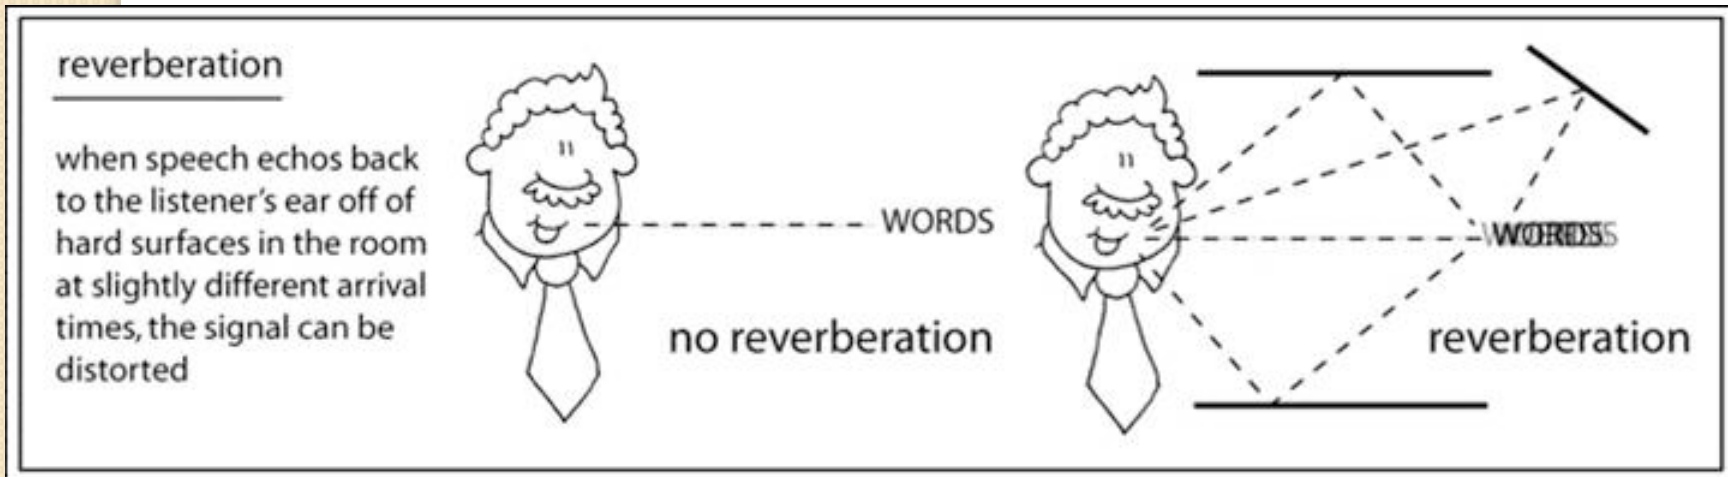 reverberation
when speech echos back
to the listener's ear off of
hard surfaces in the room
at slightly different arrival
times, the signal can be
distorted
WORDS
no reverberation
WORDS
reverberation